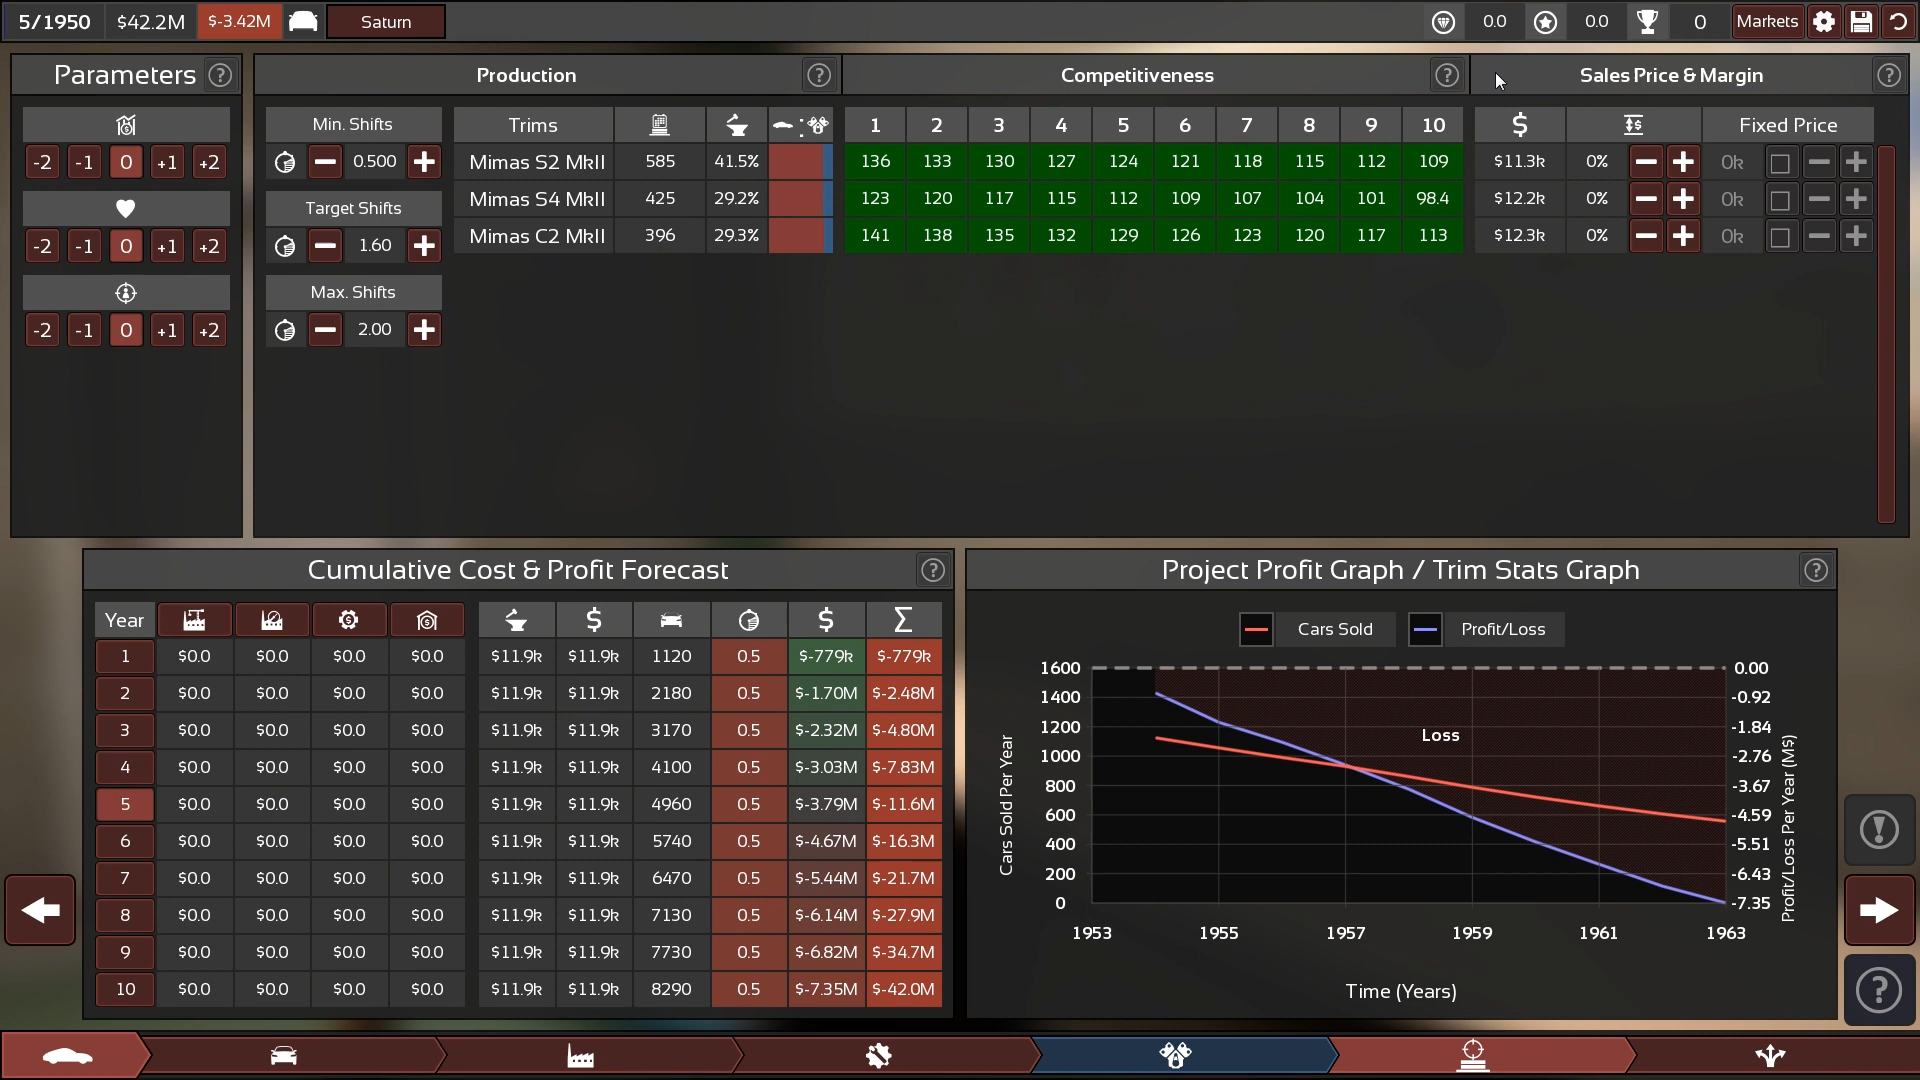 5/1950 $42.2M $-3.42M Saturn 0.0 0.0 0 Markets
Parameters ? Production ? Competitiveness ? Sales Price & Margin ?
Min. Shifts Trims 1 2 3 4 5 6 7 8 9 10 $ Fixed Price
-2 -1 0 +1 +2 0.500 Mimas S2 MkII 585 41.5% 136 133 130 127 124 121 118 115 112 109 $11.3k 0% 0k
Target Shifts Mimas S4 MkII 425 29.2% 123 120 117 115 112 109 107 104 101 98.4 $12.2k 0% 0k
-2 -1 0 +1 +2 1.60 Mimas C2 MkII 396 29.3% 141 138 135 132 129 126 123 120 117 113 $12.3k 0% 0k
Max. Shifts
-2 -1 0 +1 +2 2.00
Cumulative Cost & Profit Forecast ?
Year $ $ Σ
1 $0.0 $0.0 $0.0 $0.0 $11.9k $11.9k 1120 0.5 $-779k $-779k
2 $0.0 $0.0 $0.0 $0.0 $11.9k $11.9k 2180 0.5 $-1.70M $-2.48M
3 $0.0 $0.0 $0.0 $0.0 $11.9k $11.9k 3170 0.5 $-2.32M $-4.80M
4 $0.0 $0.0 $0.0 $0.0 $11.9k $11.9k 4100 0.5 $-3.03M $-7.83M
5 $0.0 $0.0 $0.0 $0.0 $11.9k $11.9k 4960 0.5 $-3.79M $-11.6M
6 $0.0 $0.0 $0.0 $0.0 $11.9k $11.9k 5740 0.5 $-4.67M $-16.3M
7 $0.0 $0.0 $0.0 $0.0 $11.9k $11.9k 6470 0.5 $-5.44M $-21.7M
8 $0.0 $0.0 $0.0 $0.0 $11.9k $11.9k 7130 0.5 $-6.14M $-27.9M
9 $0.0 $0.0 $0.0 $0.0 $11.9k $11.9k 7730 0.5 $-6.82M $-34.7M
10 $0.0 $0.0 $0.0 $0.0 $11.9k $11.9k 8290 0.5 $-7.35M $-42.0M
Project Profit Graph / Trim Stats Graph ?
Cars Sold Profit/Loss
1600 0.00
1400 -0.92
1200 -1.84
Loss
1000 -2.76
800 -3.67
600 -4.59
400 -5.51
200 -6.43
0 -7.35
Cars Sold Per Year
Profit/Loss Per Year (M$)
1953 1955 1957 1959 1961 1963
Time (Years)
!
?